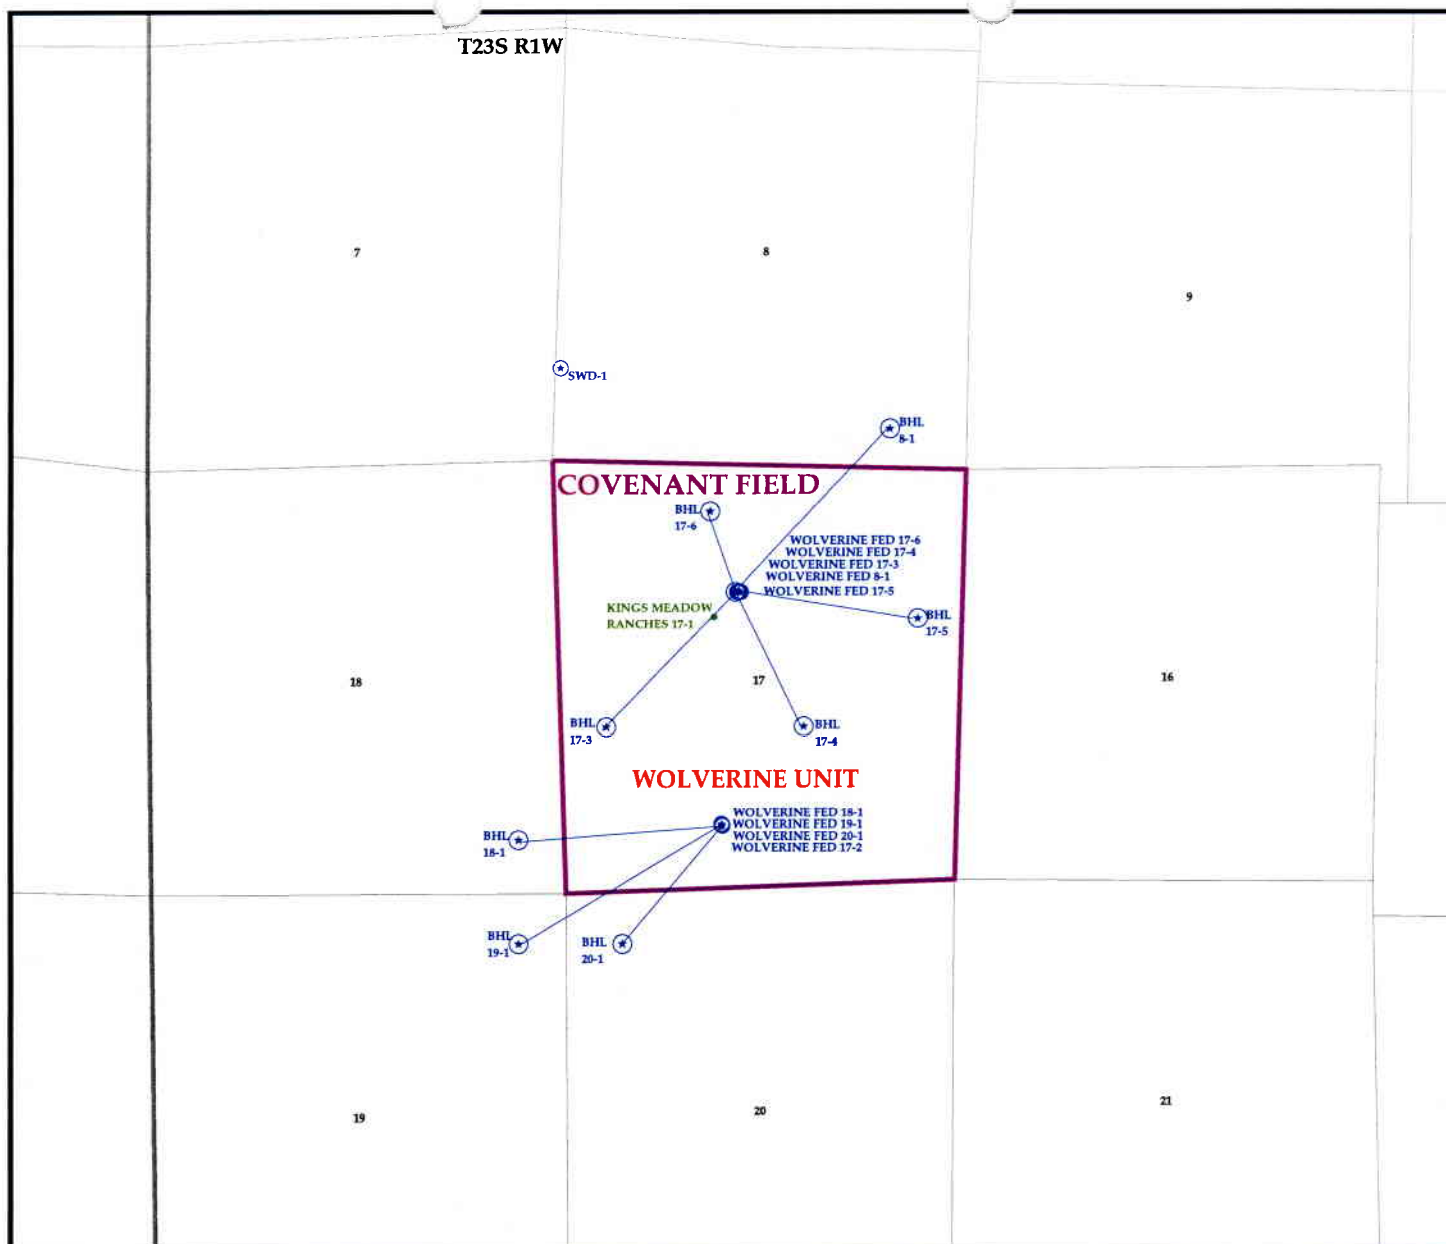 T23S R1W
7
8
9
SWD-1
BHL
8-1
COVENANT FIELD
BHL
17-6
WOLVERINE FED 17-6
WOLVERINE FED 17-4
WOLVERINE FED 17-3
WOLVERINE FED 8-1
WOLVERINE FED 17-5
KINGS MEADOW
RANCHES 17-1
BHL
17-5
18
17
16
BHL
17-3
BHL
17-4
WOLVERINE UNIT
WOLVERINE FED 18-1
WOLVERINE FED 19-1
WOLVERINE FED 20-1
WOLVERINE FED 17-2
BHL
18-1
BHL
19-1
BHL
20-1
19
20
21